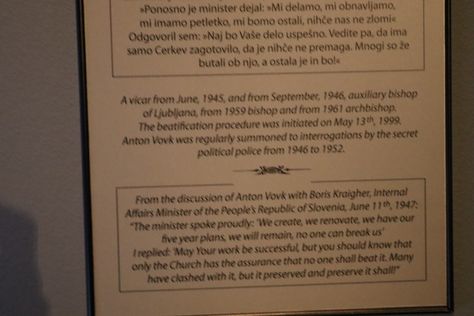 »Ponosno je minister dejal: »Mi delamo, mi obnavljamo,
mi imamo petletko, mi bomo ostali, nihče nas ne zlomi«
Odgovoril sem: »Naj bo Vaše delo uspešno. Vedite pa, da ima
samo Cerkev zagotovilo, da je nihče ne premaga. Mnogi so že
butali ob njo, a ostala je in bo!«
A vicar from June, 1945, and from September, 1946, auxiliary bishop
of Ljubljana, from 1959 bishop and from 1961 archbishop.
The beatification procedure was initiated on May 13th, 1999.
Anton Vovk was regularly summoned to interrogations by the secret
political police from 1946 to 1952.
From the discussion of Anton Vovk with Boris Kraigher, Internal
Affairs Minister of the People's Republic of Slovenia, June 11th, 1947:
"The minister spoke proudly: 'We create, we renovate, we have our
five year plans, we will remain, no one can break us'
I replied: 'May Your work be successful, but you should know that
only the Church has the assurance that no one shall beat it. Many
have clashed with it, but it preserved and preserve it shall!"